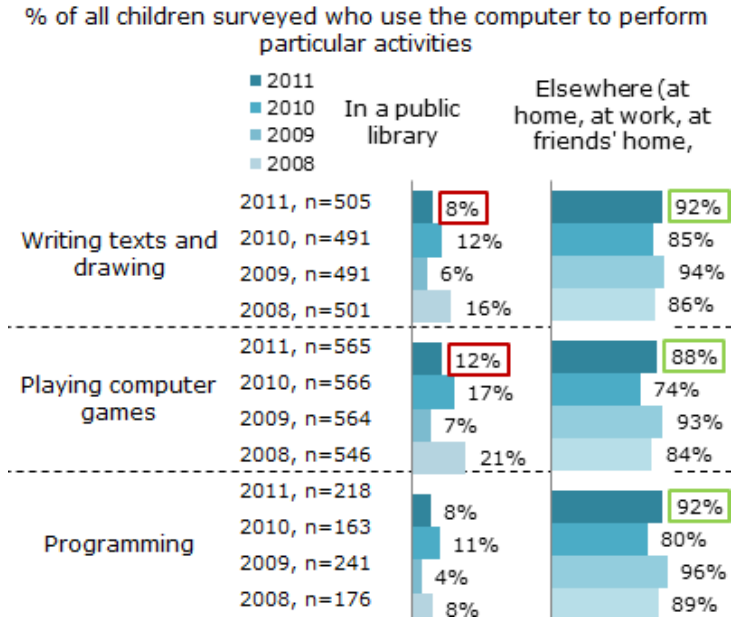 % of all children surveyed who use the computer to perform
particular activities
2011
2010
2009
2008
In a public
library
Elsewhere (at
home, at work, at
friends' home,
Writing texts and
drawing
2011, n=505 8% 92%
2010, n=491 12% 85%
2009, n=491 6% 94%
2008, n=501 16% 86%
Playing computer
games
2011, n=565 12% 88%
2010, n=566 17% 74%
2009, n=564 7% 93%
2008, n=546 21% 84%
Programming
2011, n=218 8% 92%
2010, n=163 11% 80%
2009, n=241 4% 96%
2008, n=176 8% 89%